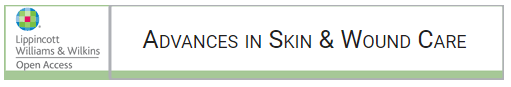 Lippincott
Williams & Wilkins
Open Access
ADVANCES IN SKIN & WOUND CARE